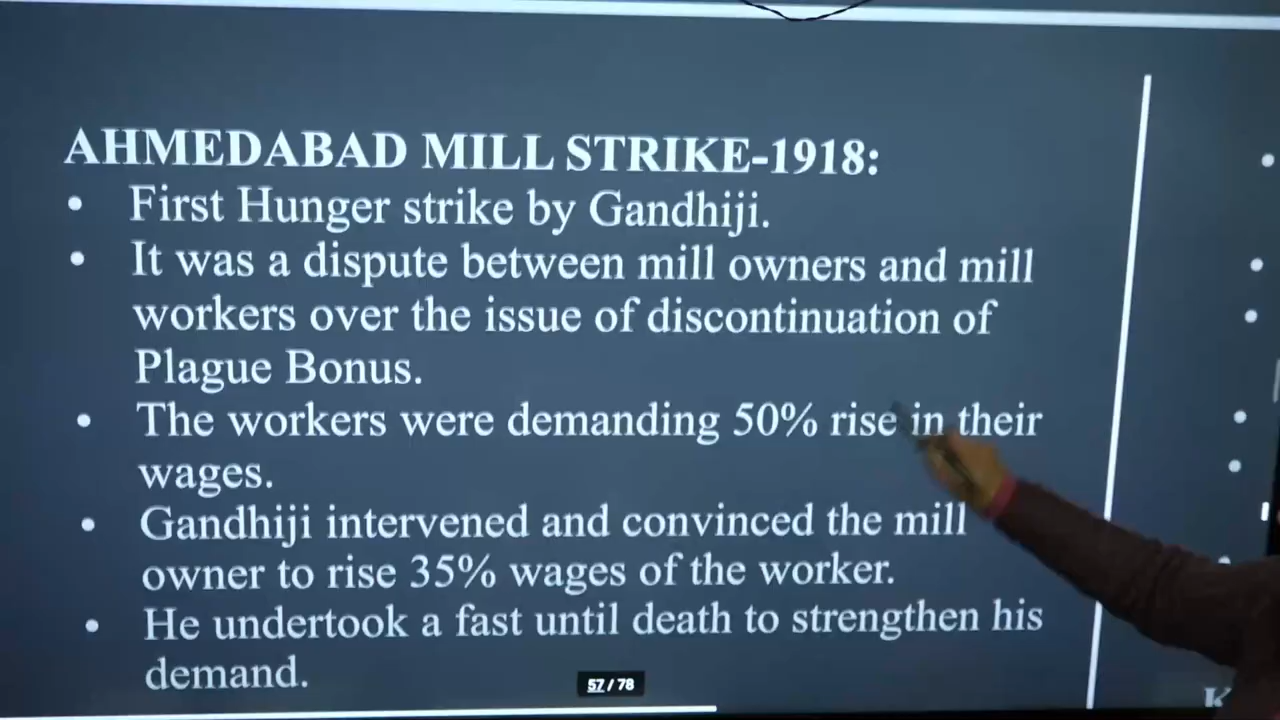 AHMEDABAD MILL STRIKE-1918:
• First Hunger strike by Gandhiji.
• It was a dispute between mill owners and mill
workers over the issue of discontinuation of
Plague Bonus.
• The workers were demanding 50% rise in their
wages.
• Gandhiji intervened and convinced the mill
owner to rise 35% wages of the worker.
• He undertook a fast until death to strengthen his
demand.
57 / 78
K